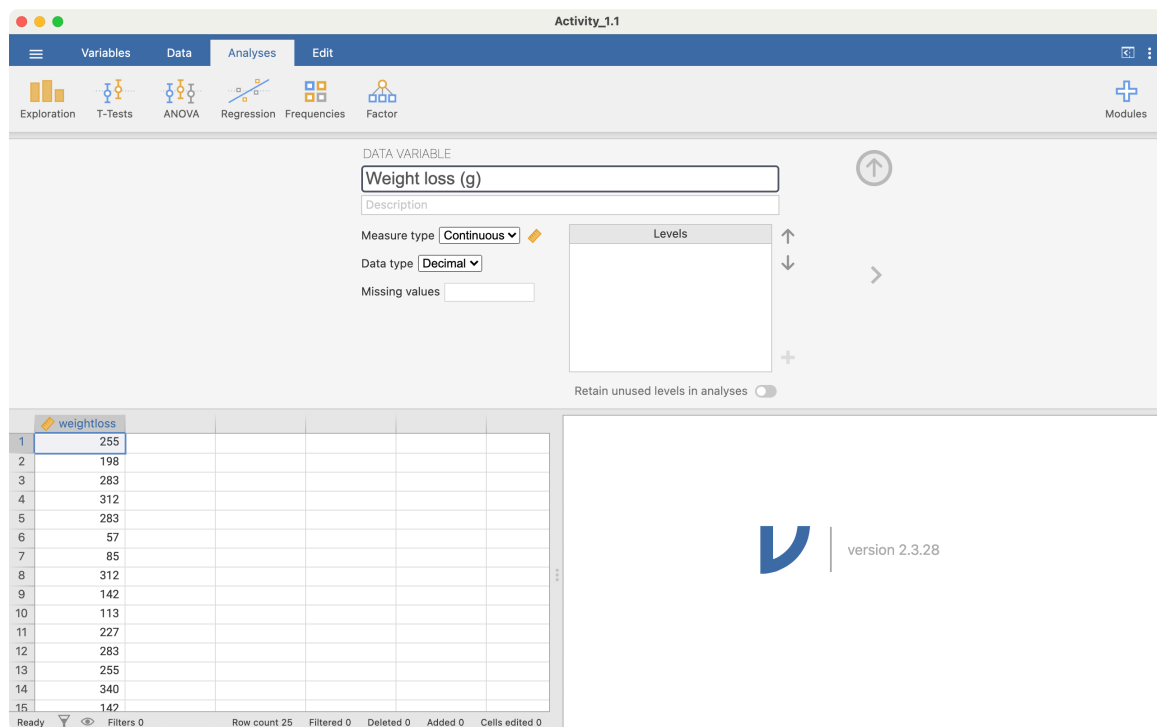 Activity_1.1
Variables Data Analyses Edit
Exploration T-Tests ANOVA Regression Frequencies Factor Modules
DATA VARIABLE
Weight loss (g)
Description
Measure type Continuous
Levels
Data type Decimal
Missing values
Retain unused levels in analyses
weightloss
1 255
2 198
3 283
4 312
5 283
6 57
7 85
8 312
9 142
10 113
11 227
12 283
13 255
14 340
15 142
version 2.3.28
Ready Filters 0 Row count 25 Filtered 0 Deleted 0 Added 0 Cells edited 0